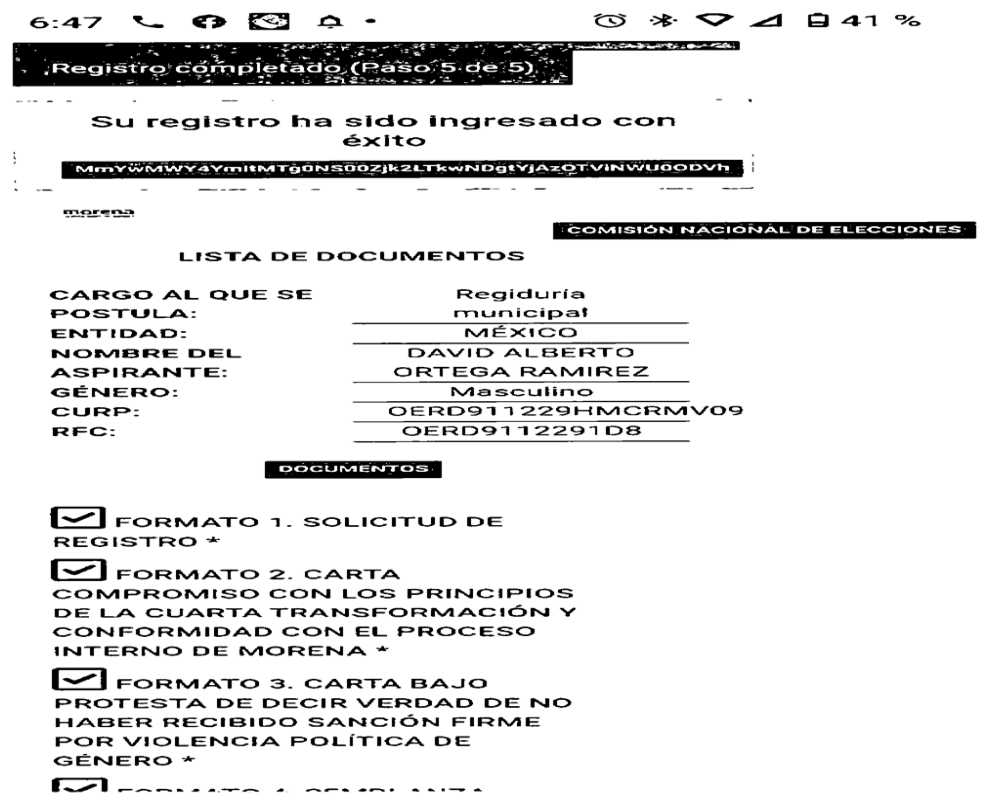 6:47 41 %
Registro completado (Paso 5 de 5)
Su registro ha sido ingresado con
éxito
morena
COMISIÓN NACIONAL DE ELECCIONES
LISTA DE DOCUMENTOS
CARGO AL QUE SE POSTULA: Regiduría municipal
ENTIDAD: MÉXICO
NOMBRE DEL ASPIRANTE: DAVID ALBERTO ORTEGA RAMIREZ
GÉNERO: Masculino
CURP: OERD911229HMCRMV09
RFC: OERD9112291D8
DOCUMENTOS
FORMATO 1. SOLICITUD DE
REGISTRO *
FORMATO 2. CARTA
COMPROMISO CON LOS PRINCIPIOS
DE LA CUARTA TRANSFORMACIÓN Y
CONFORMIDAD CON EL PROCESO
INTERNO DE MORENA *
FORMATO 3. CARTA BAJO
PROTESTA DE DECIR VERDAD DE NO
HABER RECIBIDO SANCIÓN FIRME
POR VIOLENCIA POLÍTICA DE
GÉNERO *